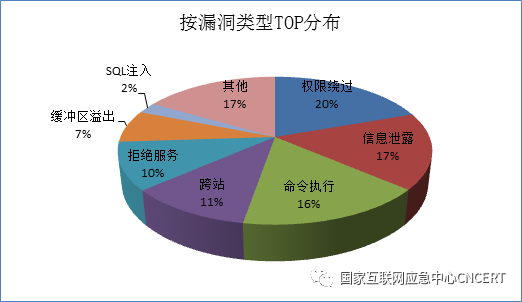 按漏洞类型TOP分布
权限绕过
20%
信息泄露
17%
命令执行
16%
跨站
11%
拒绝服务
10%
缓冲区溢出
7%
SQL注入
2%
其他
17%
国家互联网应急中心CNCERT